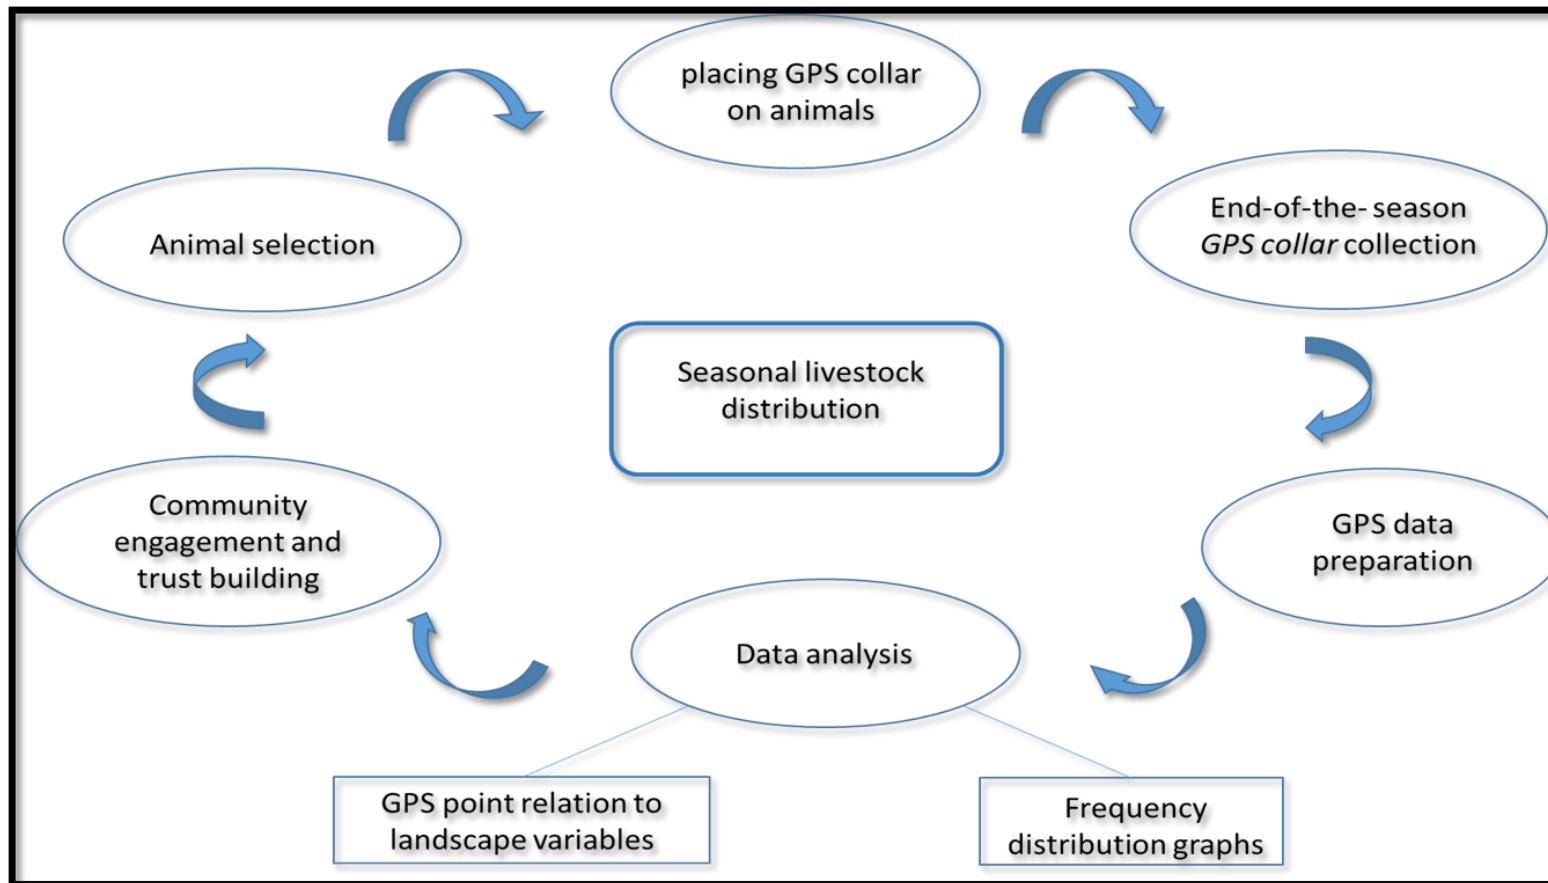 placing GPS collar
on animals
End-of-the- season
GPS collar collection
Animal selection
Seasonal livestock
distribution
Community
engagement and
trust building
GPS data
preparation
Data analysis
GPS point relation to
landscape variables
Frequency
distribution graphs